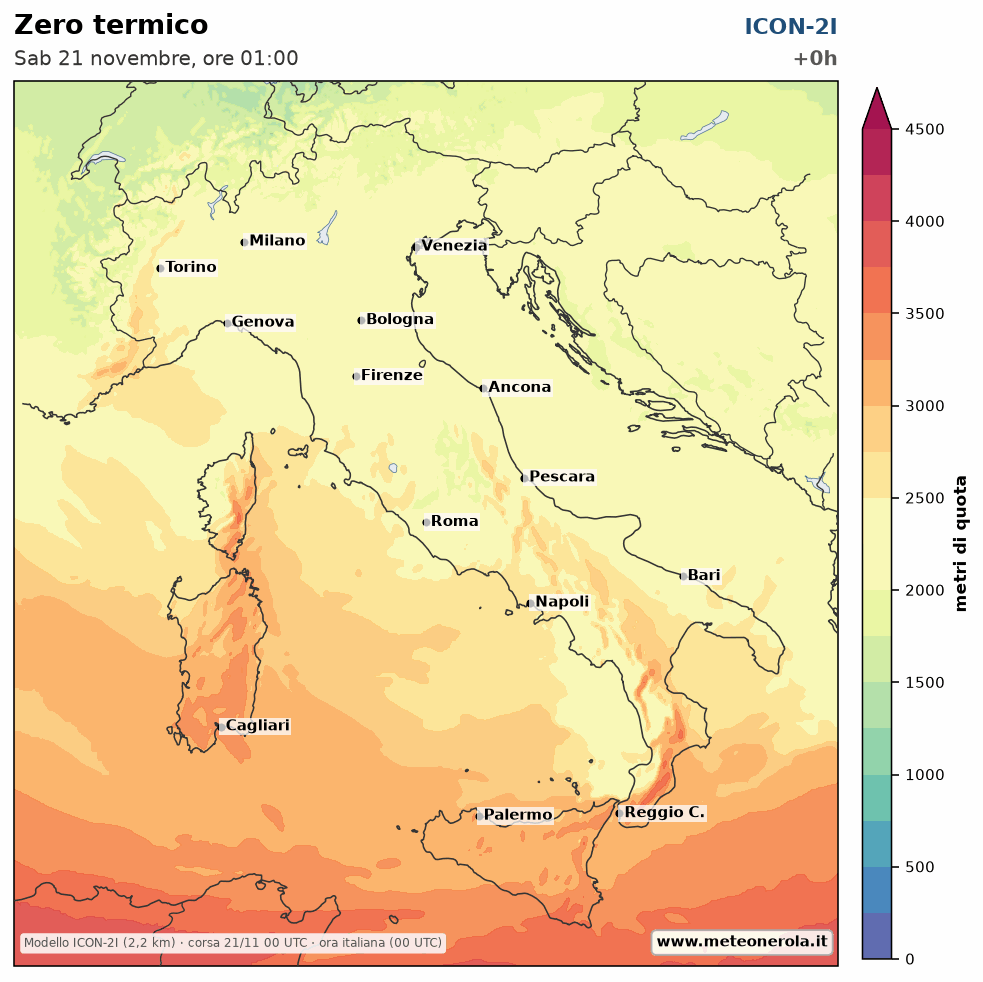 Zero termico
ICON-2I
Sab 21 novembre, ore 01:00
+0h
4500
4000
3500
3000
2500
2000
1500
1000
500
0
metri di quota
Milano
Venezia
Torino
Genova
Bologna
Firenze
Ancona
Pescara
Roma
Bari
Napoli
Cagliari
Palermo
Reggio C.
Modello ICON-2I (2,2 km) · corsa 21/11 00 UTC · ora italiana (00 UTC)
www.meteonerola.it